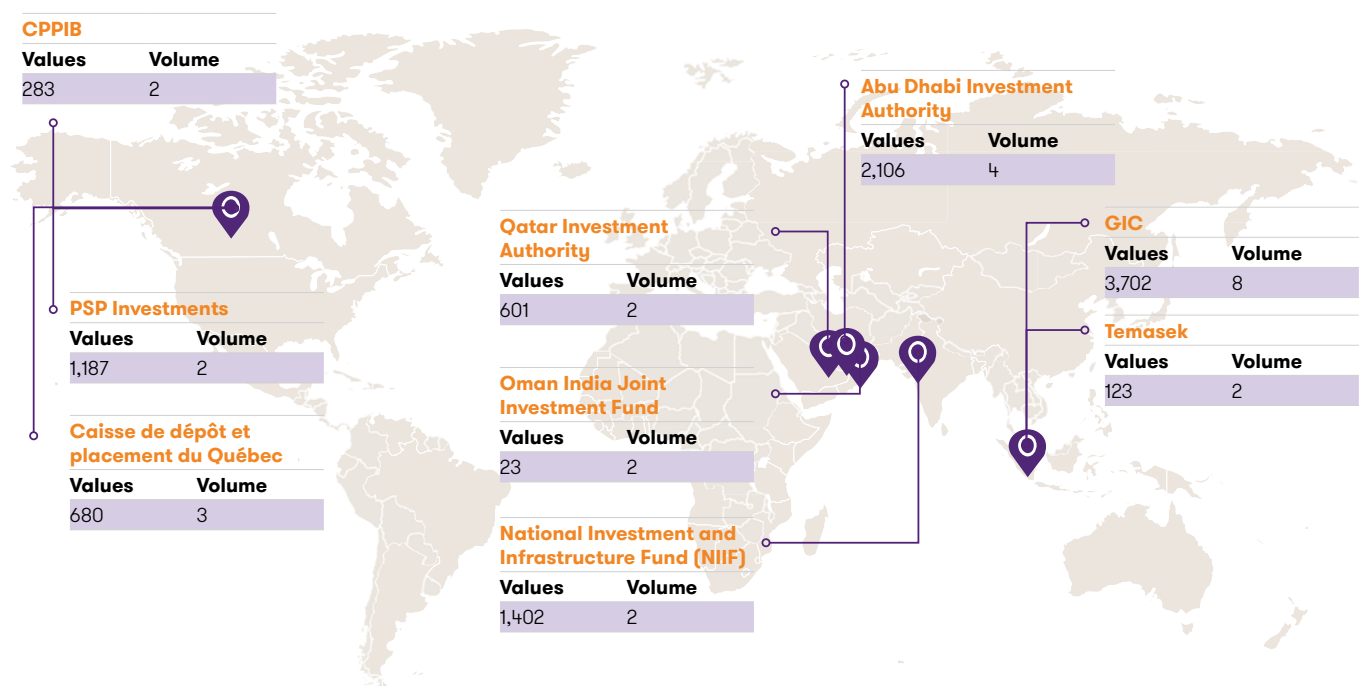 CPPIB
Values Volume
283 2
PSP Investments
Values Volume
1,187 2
Caisse de dépôt et
placement du Québec
Values Volume
680 3
Qatar Investment
Authority
Values Volume
601 2
Oman India Joint
Investment Fund
Values Volume
23 2
National Investment and
Infrastructure Fund (NIIF)
Values Volume
1,402 2
Abu Dhabi Investment
Authority
Values Volume
2,106 4
GIC
Values Volume
3,702 8
Temasek
Values Volume
123 2